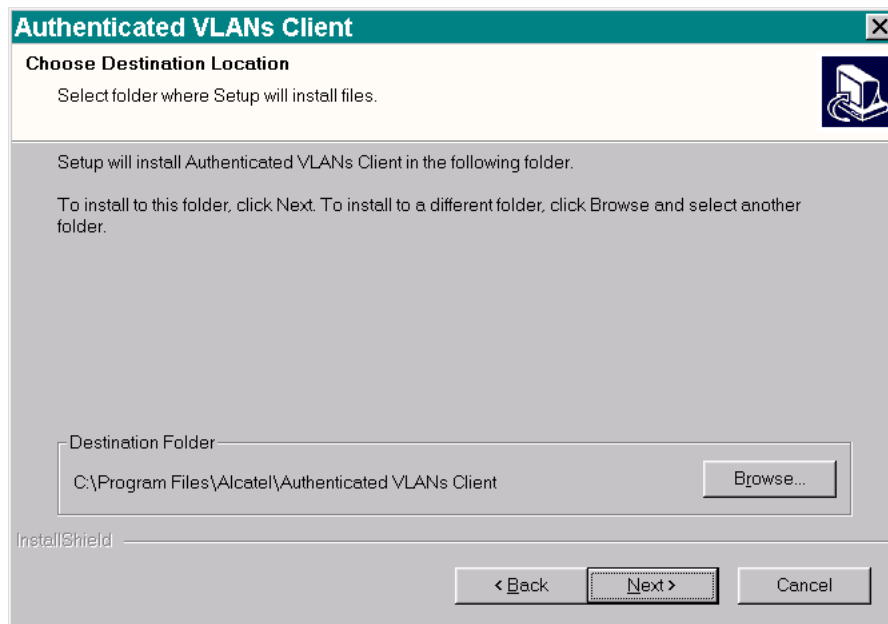 Authenticated VLANs Client
Choose Destination Location
Select folder where Setup will install files.
Setup will install Authenticated VLANs Client in the following folder.
To install to this folder, click Next. To install to a different folder, click Browse and select another
folder.
Destination Folder
C:\Program Files\Alcatel\Authenticated VLANs Client
Browse...
InstallShield
< Back
Next >
Cancel